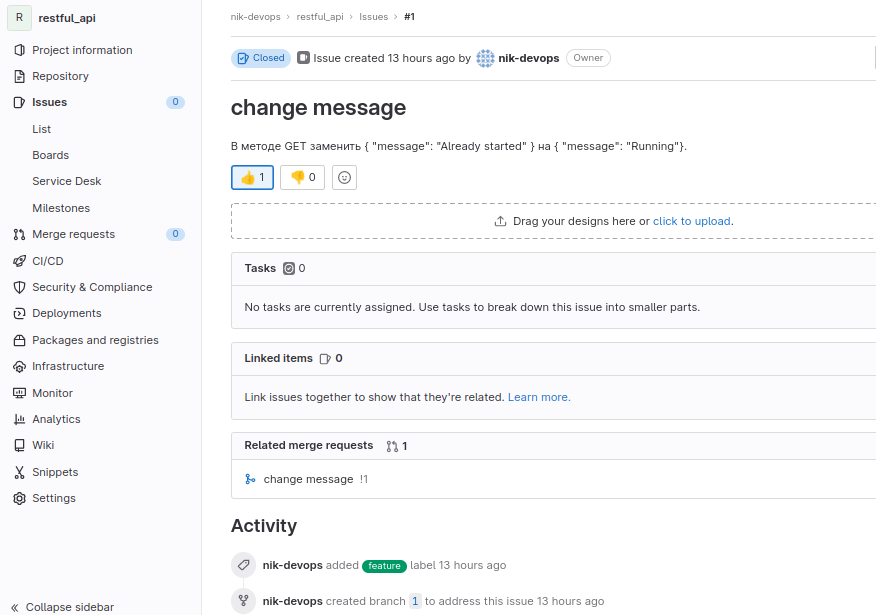 R restful_api
Project information
Repository
Issues 0
List
Boards
Service Desk
Milestones
Merge requests 0
CI/CD
Security & Compliance
Deployments
Packages and registries
Infrastructure
Monitor
Analytics
Wiki
Snippets
Settings
Collapse sidebar
nik-devops › restful_api › Issues › #1
Closed Issue created 13 hours ago by nik-devops Owner
change message
В методе GET заменить { "message": "Already started" } на { "message": "Running"}.
👍 1 👎 0
Drag your designs here or click to upload.
Tasks 0
No tasks are currently assigned. Use tasks to break down this issue into smaller parts.
Linked items 0
Link issues together to show that they're related. Learn more.
Related merge requests 1
change message !1
Activity
nik-devops added feature label 13 hours ago
nik-devops created branch 1 to address this issue 13 hours ago